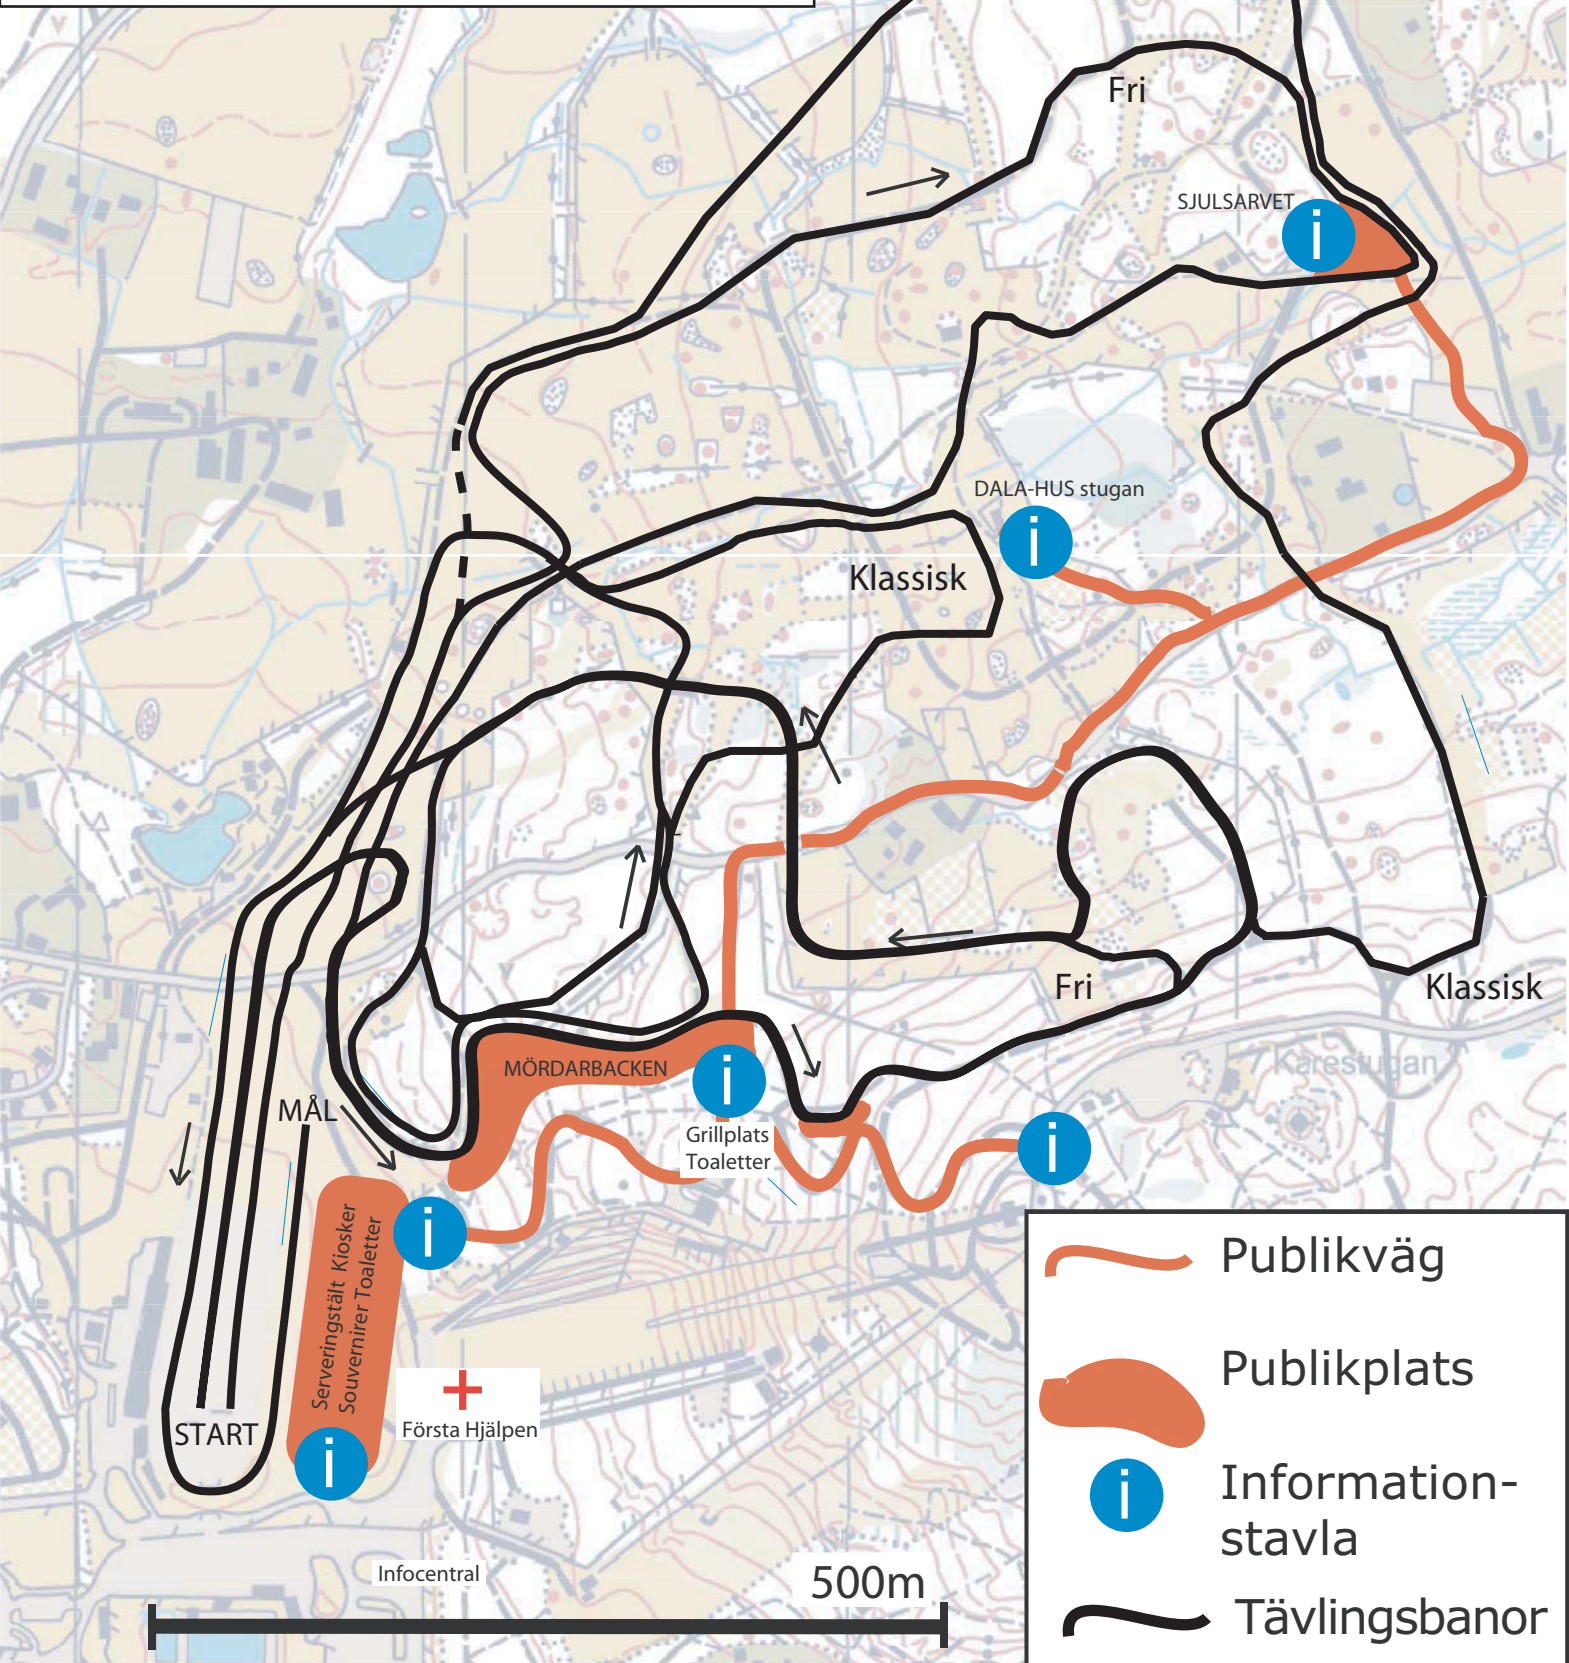 Fri
SJULSARVET
i
DALA-HUS stugan
i
Klassisk
Fri
Klassisk
Karestugan
MÖRDARBACKEN
i
MÅL
Grillplats
Toaletter
i
i
Serveringstält Kiosker
Souvernirer Toaletter
Första Hjälpen
START
i
Infocentral
500m
Publikväg
Publikplats
i
Information-
stavla
Tävlingsbanor